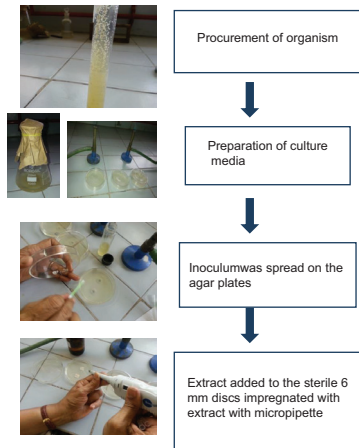 Procurement of organism
Preparation of culture
media
Inoculumwas spread on the
agar plates
Extract added to the sterile 6
mm discs impregnated with
extract with micropipette